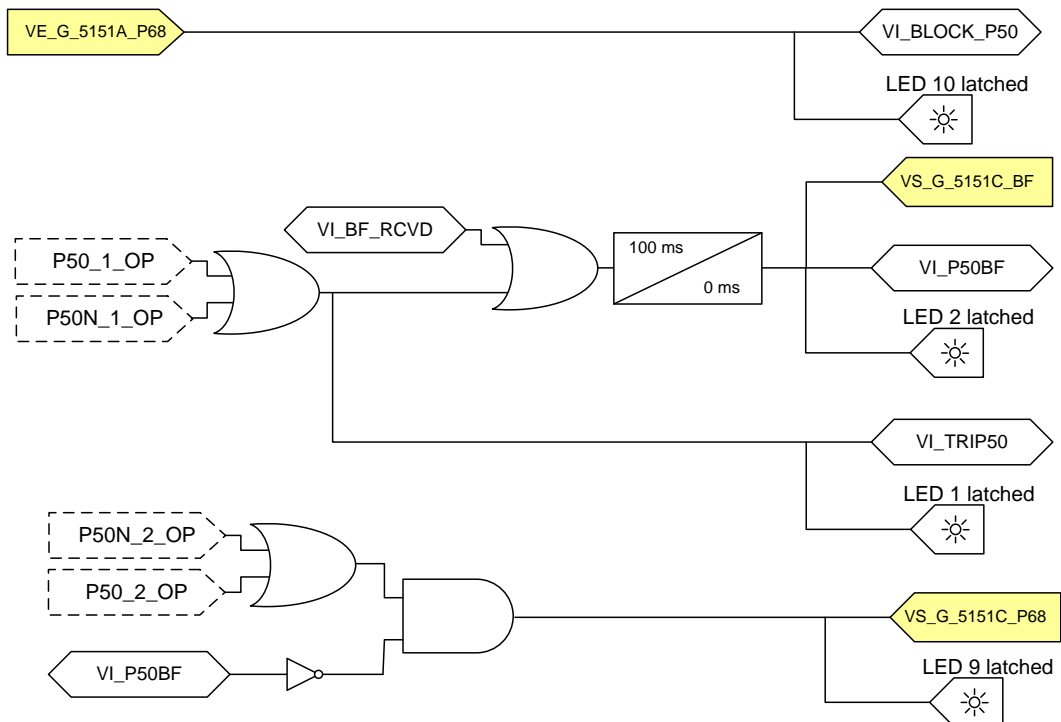 VE_G_5151A_P68
VI_BLOCK_P50
LED 10 latched
VS_G_5151C_BF
VI_BF_RCVD
100 ms
0 ms
P50_1_OP
P50N_1_OP
VI_P50BF
LED 2 latched
VI_TRIP50
LED 1 latched
P50N_2_OP
P50_2_OP
VS_G_5151C_P68
VI_P50BF
LED 9 latched